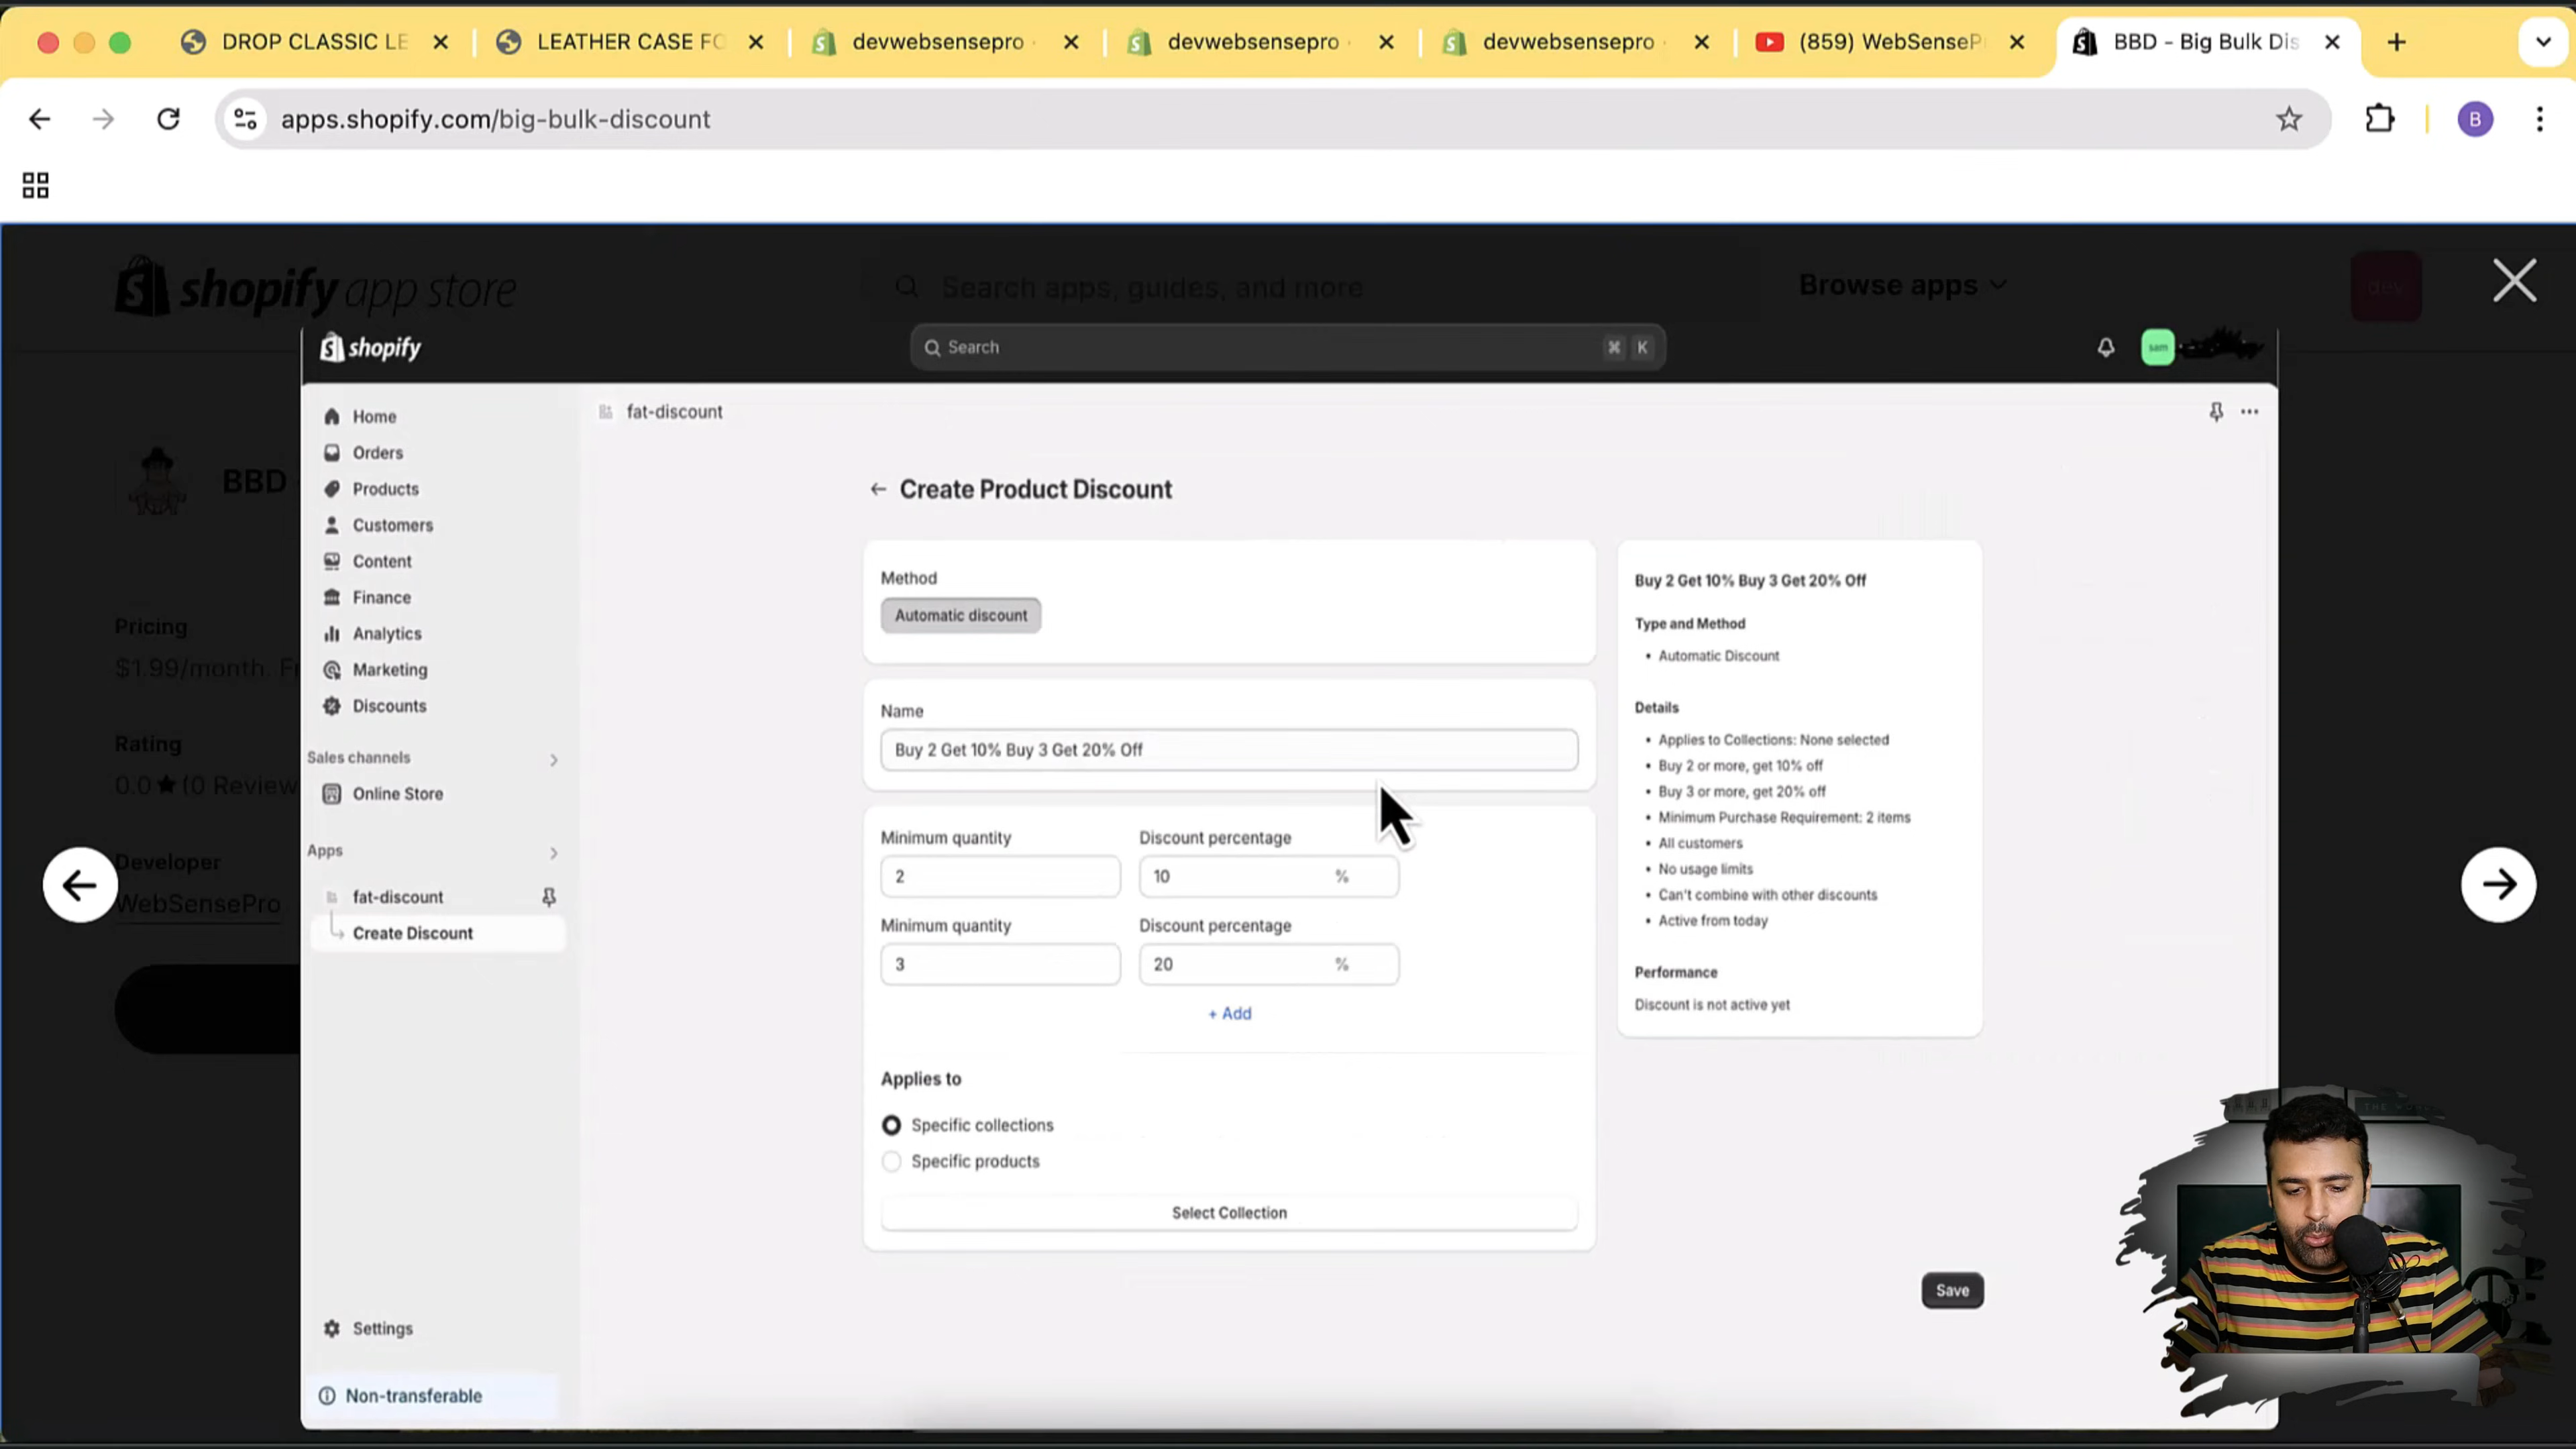 DROP CLASSIC LE
LEATHER CASE FO
devwebsensepro
devwebsensepro
devwebsensepro
(859) WebSenseP
BBD - Big Bulk Dis
apps.shopify.com/big-bulk-discount
B
shopify app store
Search apps, guides, and more
Browse apps
dev
shopify
Search
⌘ K
sam
Home
Orders
Products
Customers
Content
Finance
Analytics
Marketing
Discounts
Sales channels
Online Store
Apps
fat-discount
Create Discount
Settings
Non-transferable
BBD
Pricing
$1.99/month. F
Rating
0.0★ (0 Review
Developer
WebSensePro
fat-discount
Create Product Discount
Method
Automatic discount
Name
Buy 2 Get 10% Buy 3 Get 20% Off
Minimum quantity Discount percentage
2 10 %
Minimum quantity Discount percentage
3 20 %
+ Add
Applies to
Specific collections
Specific products
Select Collection
Buy 2 Get 10% Buy 3 Get 20% Off
Type and Method
• Automatic Discount
Details
• Applies to Collections: None selected
• Buy 2 or more, get 10% off
• Buy 3 or more, get 20% off
• Minimum Purchase Requirement: 2 items
• All customers
• No usage limits
• Can't combine with other discounts
• Active from today
Performance
Discount is not active yet
Save